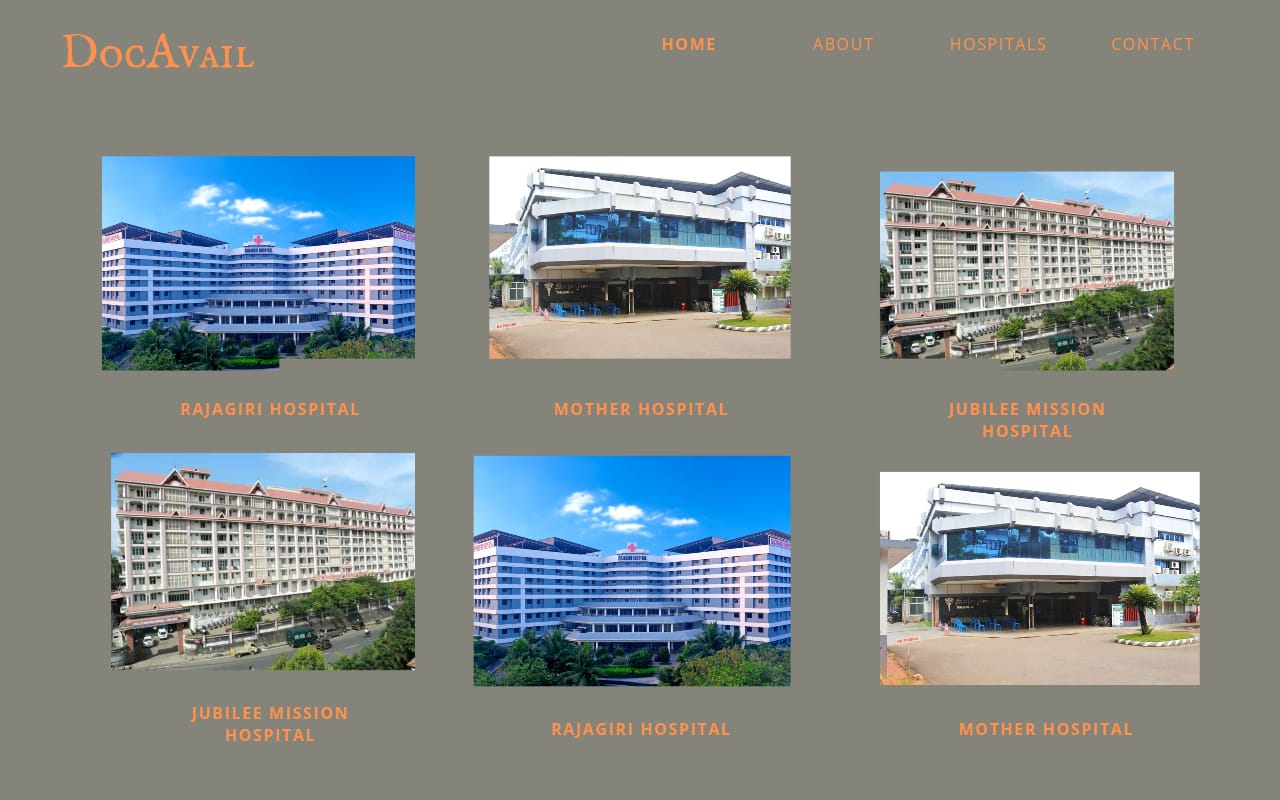 DocAvail
HOME
ABOUT
HOSPITALS
CONTACT
RAJAGIRI HOSPITAL
MOTHER HOSPITAL
JUBILEE MISSION
HOSPITAL
JUBILEE MISSION
HOSPITAL
RAJAGIRI HOSPITAL
MOTHER HOSPITAL